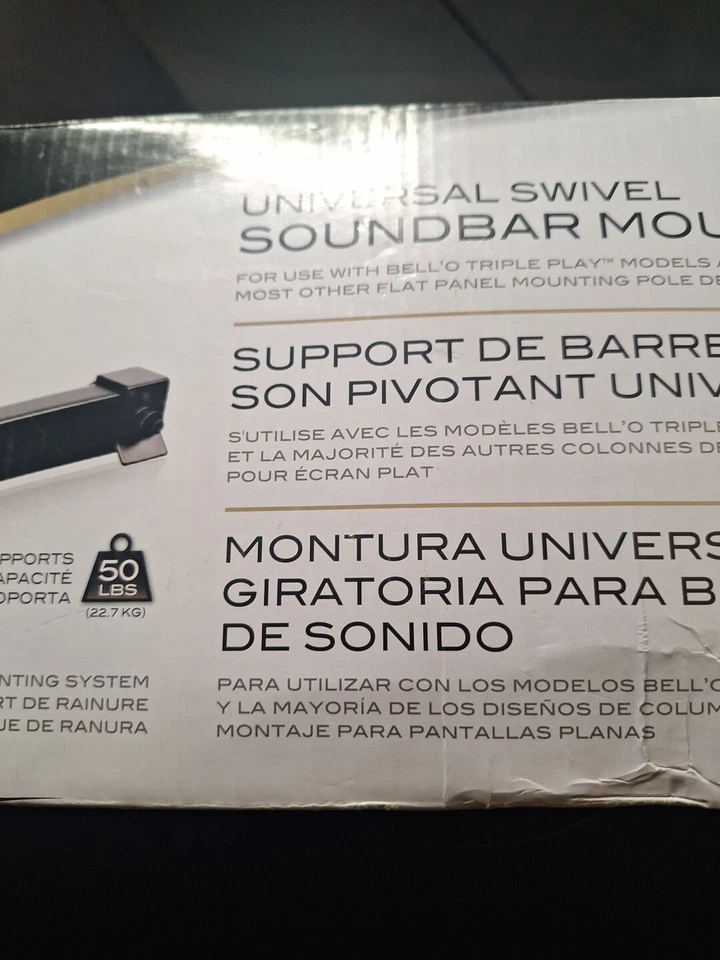 UNIVERSAL SWIVEL
SOUNDBAR MOU
FOR USE WITH BELL'O TRIPLE PLAY™ MODELS A
MOST OTHER FLAT PANEL MOUNTING POLE DE
SUPPORT DE BARRE
SON PIVOTANT UNIV
S'UTILISE AVEC LES MODÈLES BELL'O TRIPLE
ET LA MAJORITÉ DES AUTRES COLONNES DE
POUR ÉCRAN PLAT
PPORTS
APACITÉ
OPORTA
50
LBS
(22.7 KG)
MONTURA UNIVERS
GIRATORIA PARA B
DE SONIDO
NTING SYSTEM
RT DE RAINURE
UE DE RANURA
PARA UTILIZAR CON LOS MODELOS BELL'O
Y LA MAYORÍA DE LOS DISEÑOS DE COLUM
MONTAJE PARA PANTALLAS PLANAS